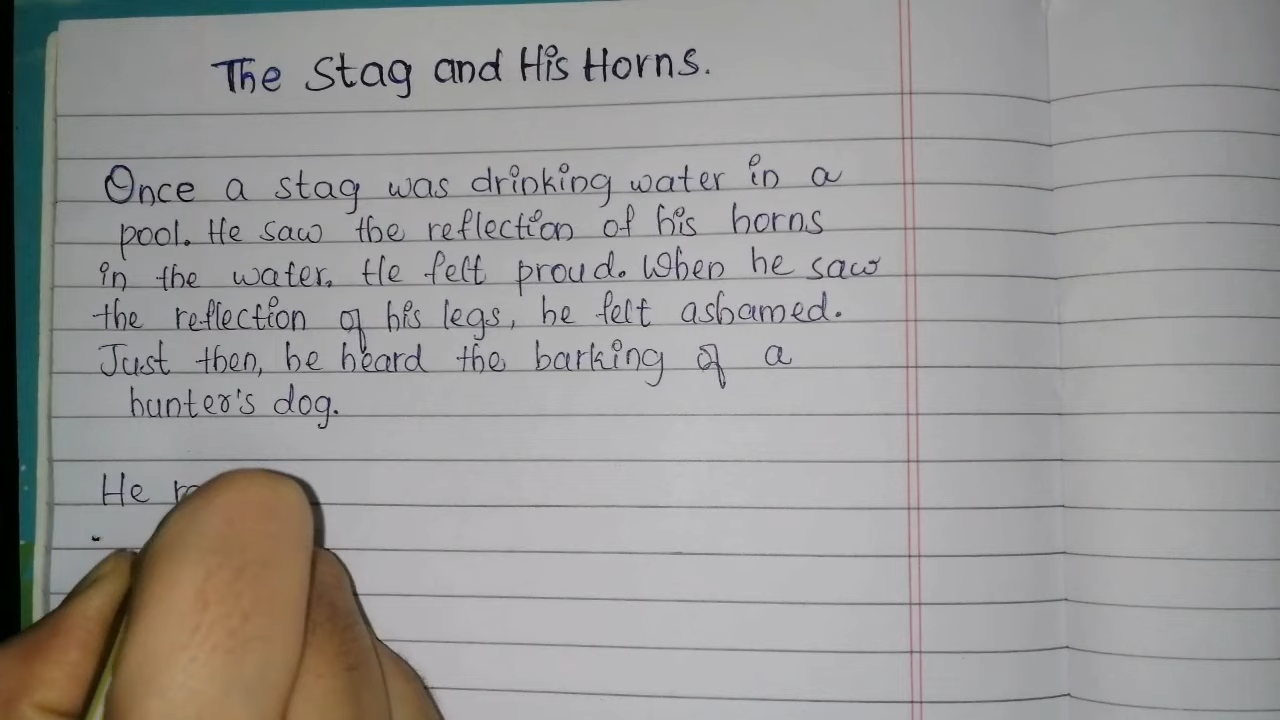 The Stag and His Horns.
Once a stag was drinking water in a
pool. He saw the reflection of his horns
in the water. He felt proud. When he saw
the reflection of his legs, he felt ashamed.
Just then, he heard the barking of a
hunter's dog.
He